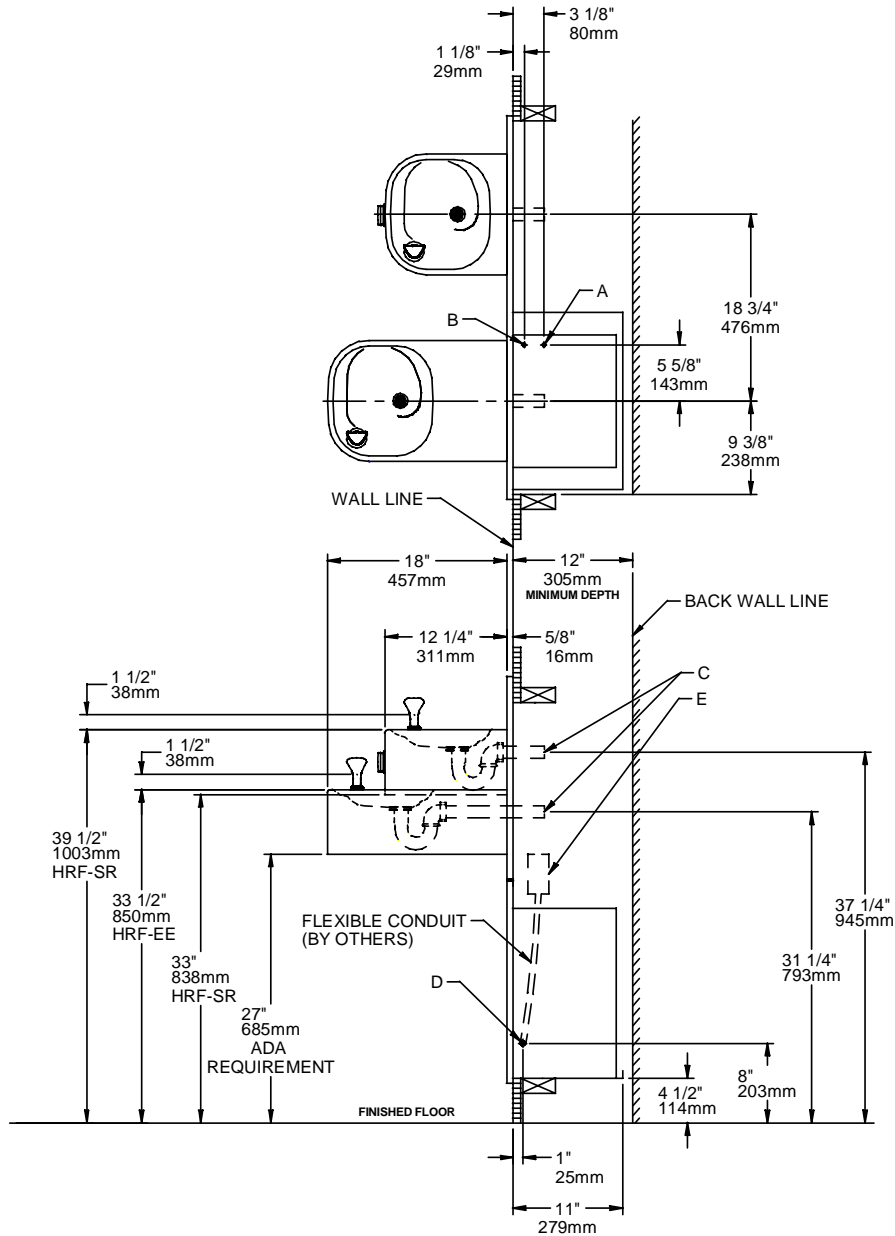 3 1/8"
80mm
1 1/8"
29mm
A
B
18 3/4"
476mm
5 5/8"
143mm
9 3/8"
238mm
WALL LINE
18"
457mm
12"
305mm
MINIMUM DEPTH
BACK WALL LINE
12 1/4"
311mm
5/8"
16mm
C
E
1 1/2"
38mm
1 1/2"
38mm
39 1/2"
1003mm
HRF-SR
33 1/2"
850mm
HRF-EE
33"
838mm
HRF-SR
27"
685mm
ADA
REQUIREMENT
FLEXIBLE CONDUIT
(BY OTHERS)
D
37 1/4"
945mm
31 1/4"
793mm
8"
203mm
4 1/2"
114mm
FINISHED FLOOR
1"
25mm
11"
279mm